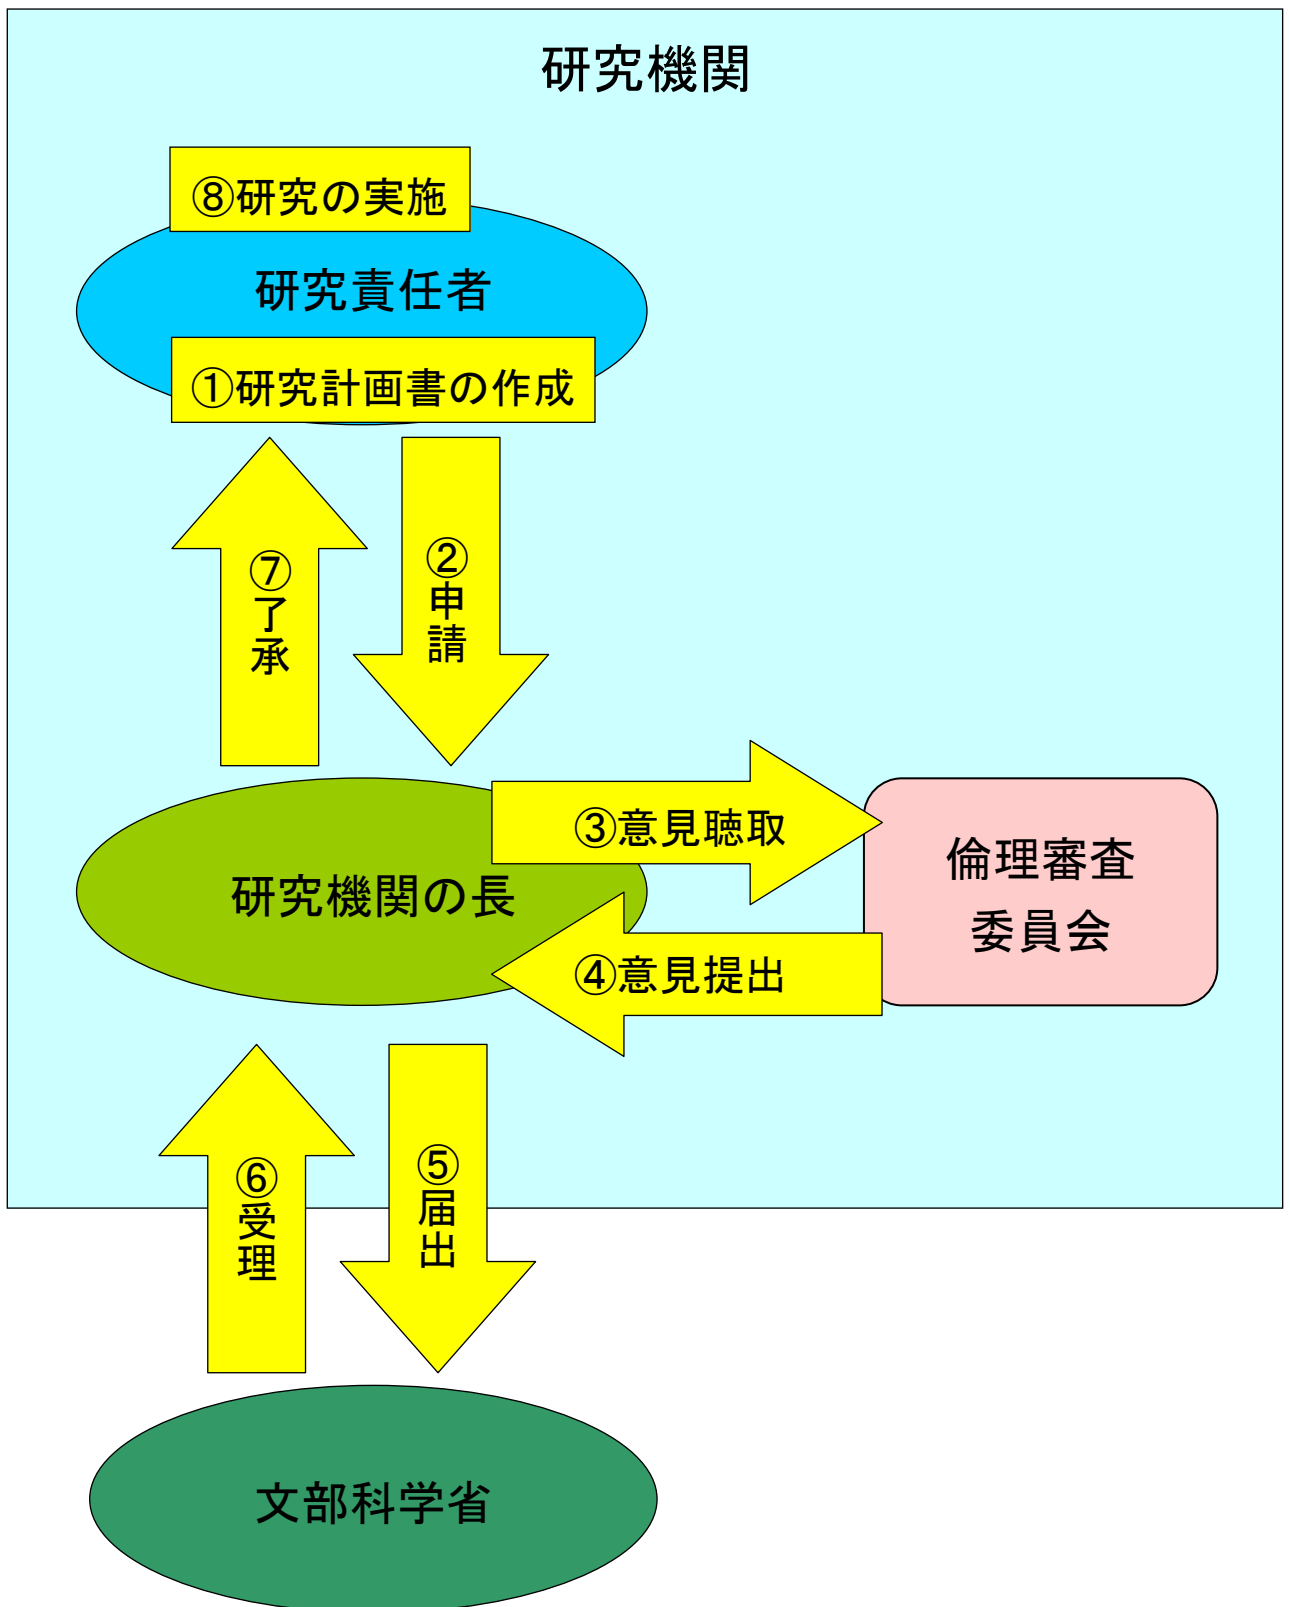 研究機関
⑧研究の実施
研究責任者
①研究計画書の作成
⑦了承
②申請
③意見聴取
倫理審査
委員会
研究機関の長
④意見提出
⑥受理
⑤届出
文部科学省